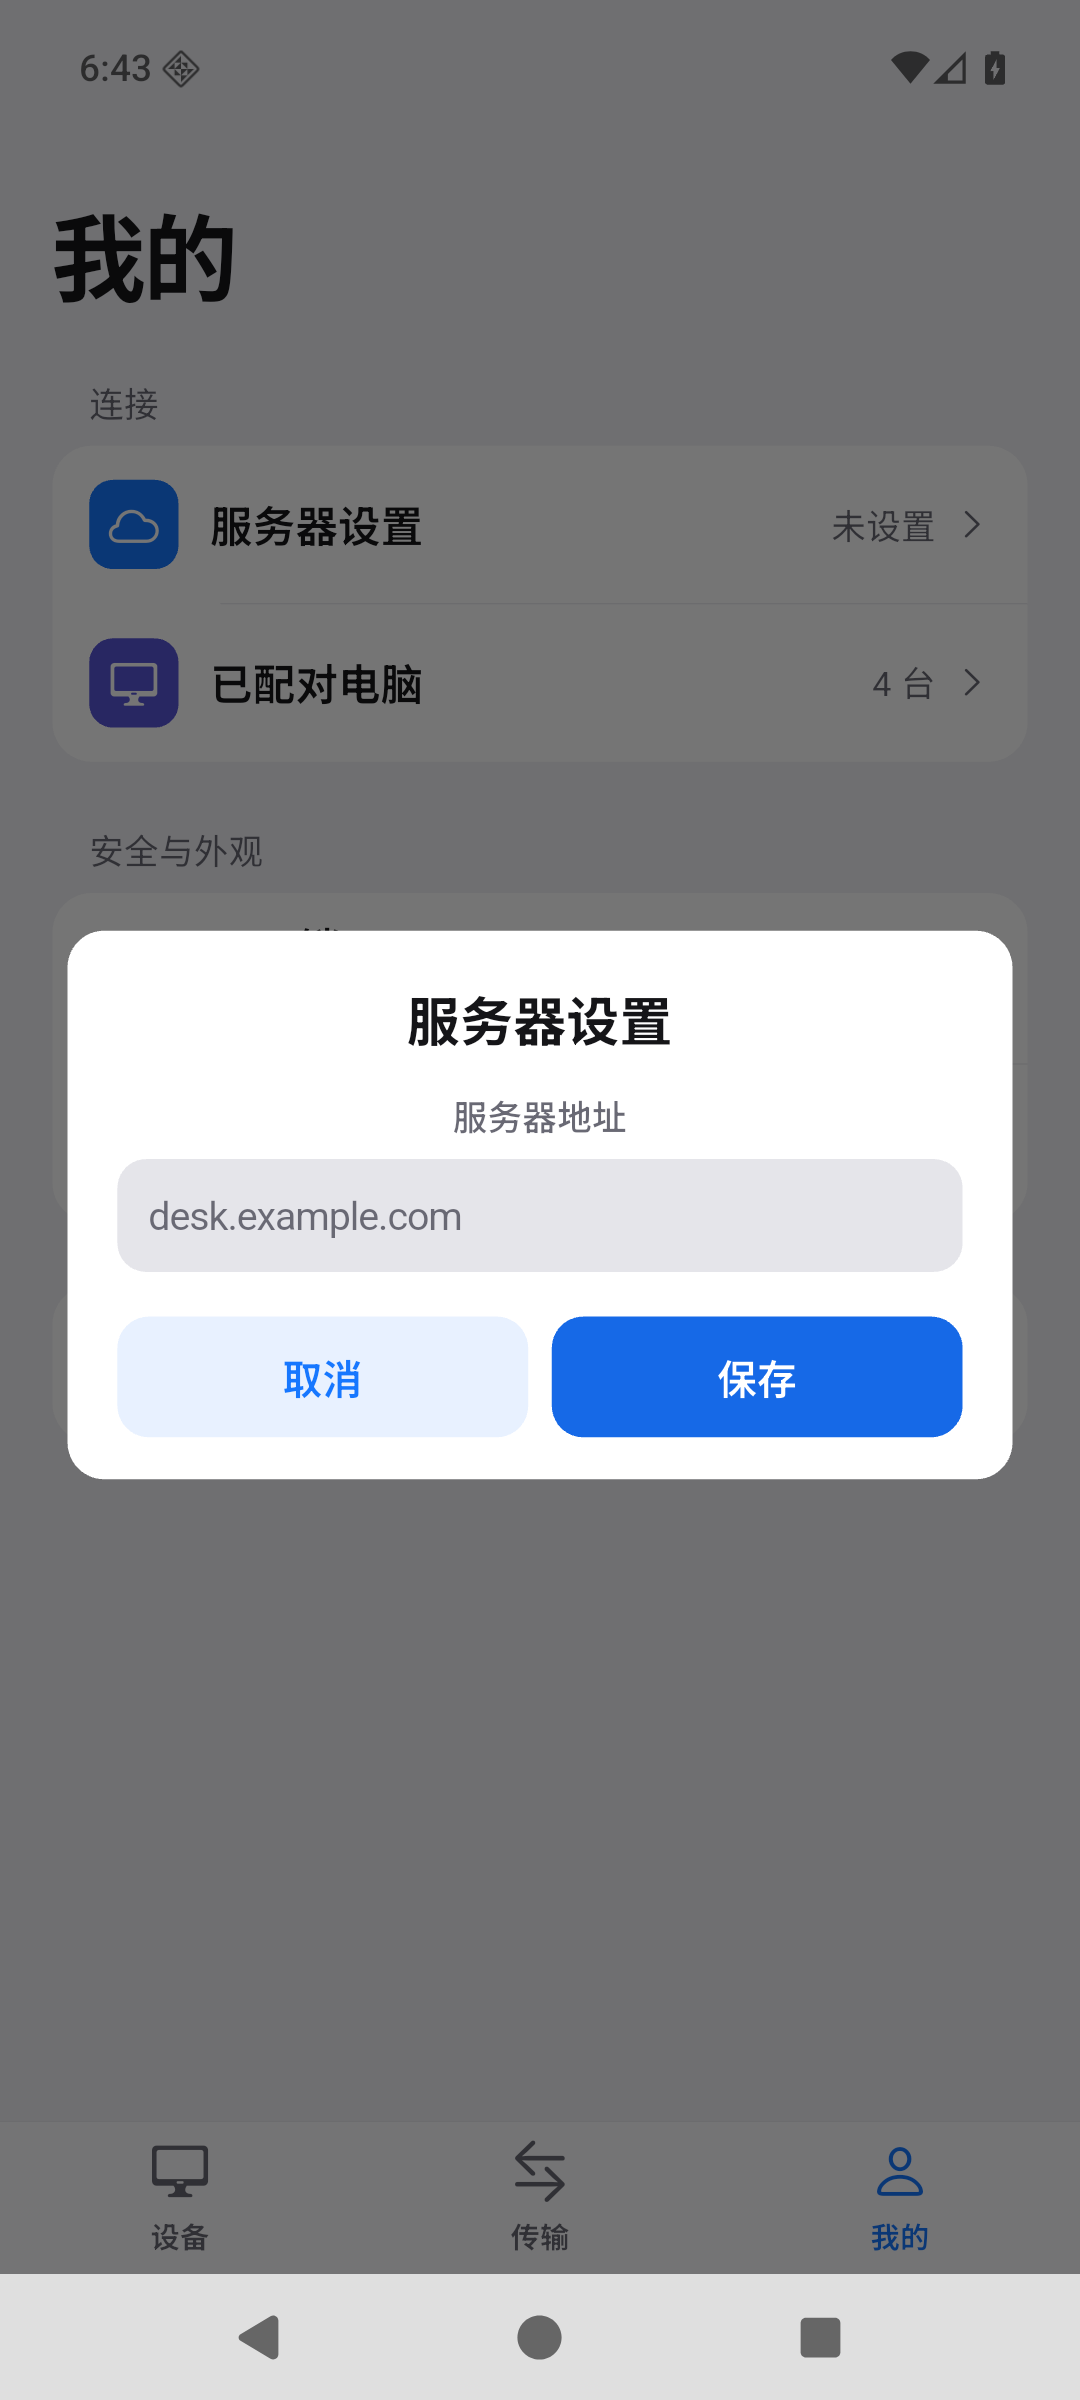 6:43
我的
连接
服务器设置
未设置
已配对电脑
4 台
安全与外观
服务器设置
服务器地址
desk.example.com
取消
保存
设备
传输
我的